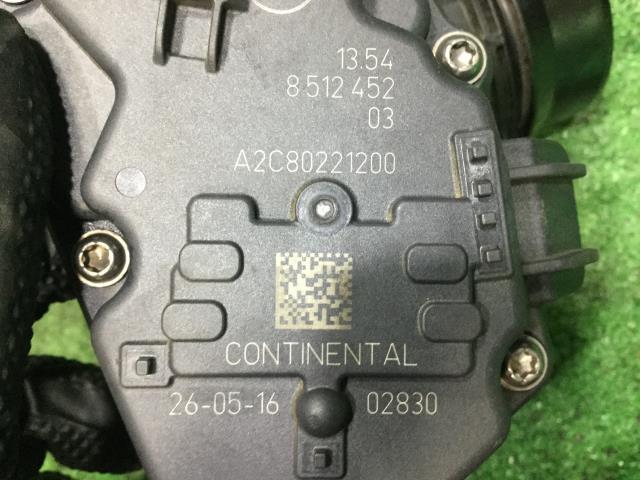 13.54
8 512 452
03
A2C80221200
CONTINENTAL
26-05-16 02830